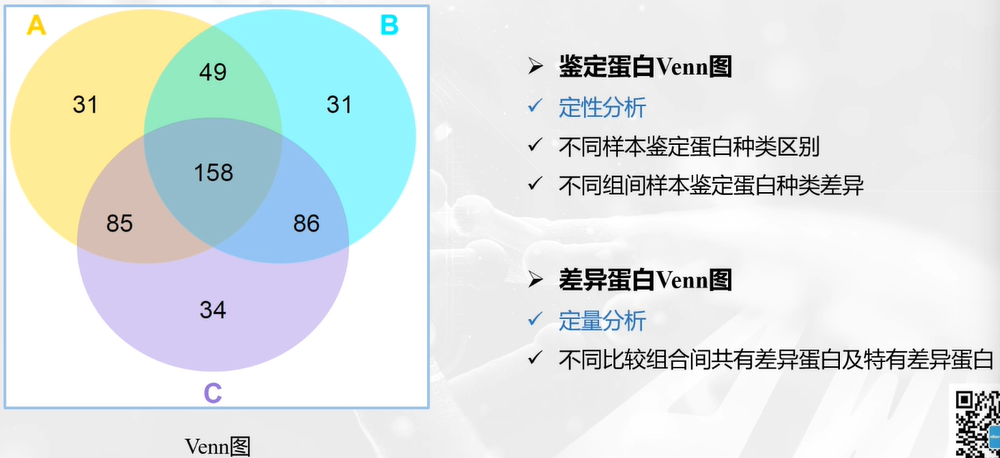 A
B
49
31
31
158
85
86
34
C
Venn图
➢ 鉴定蛋白Venn图
✓ 定性分析
✓ 不同样本鉴定蛋白种类区别
✓ 不同组间样本鉴定蛋白种类差异
➢ 差异蛋白Venn图
✓ 定量分析
✓ 不同比较组合间共有差异蛋白及特有差异蛋白